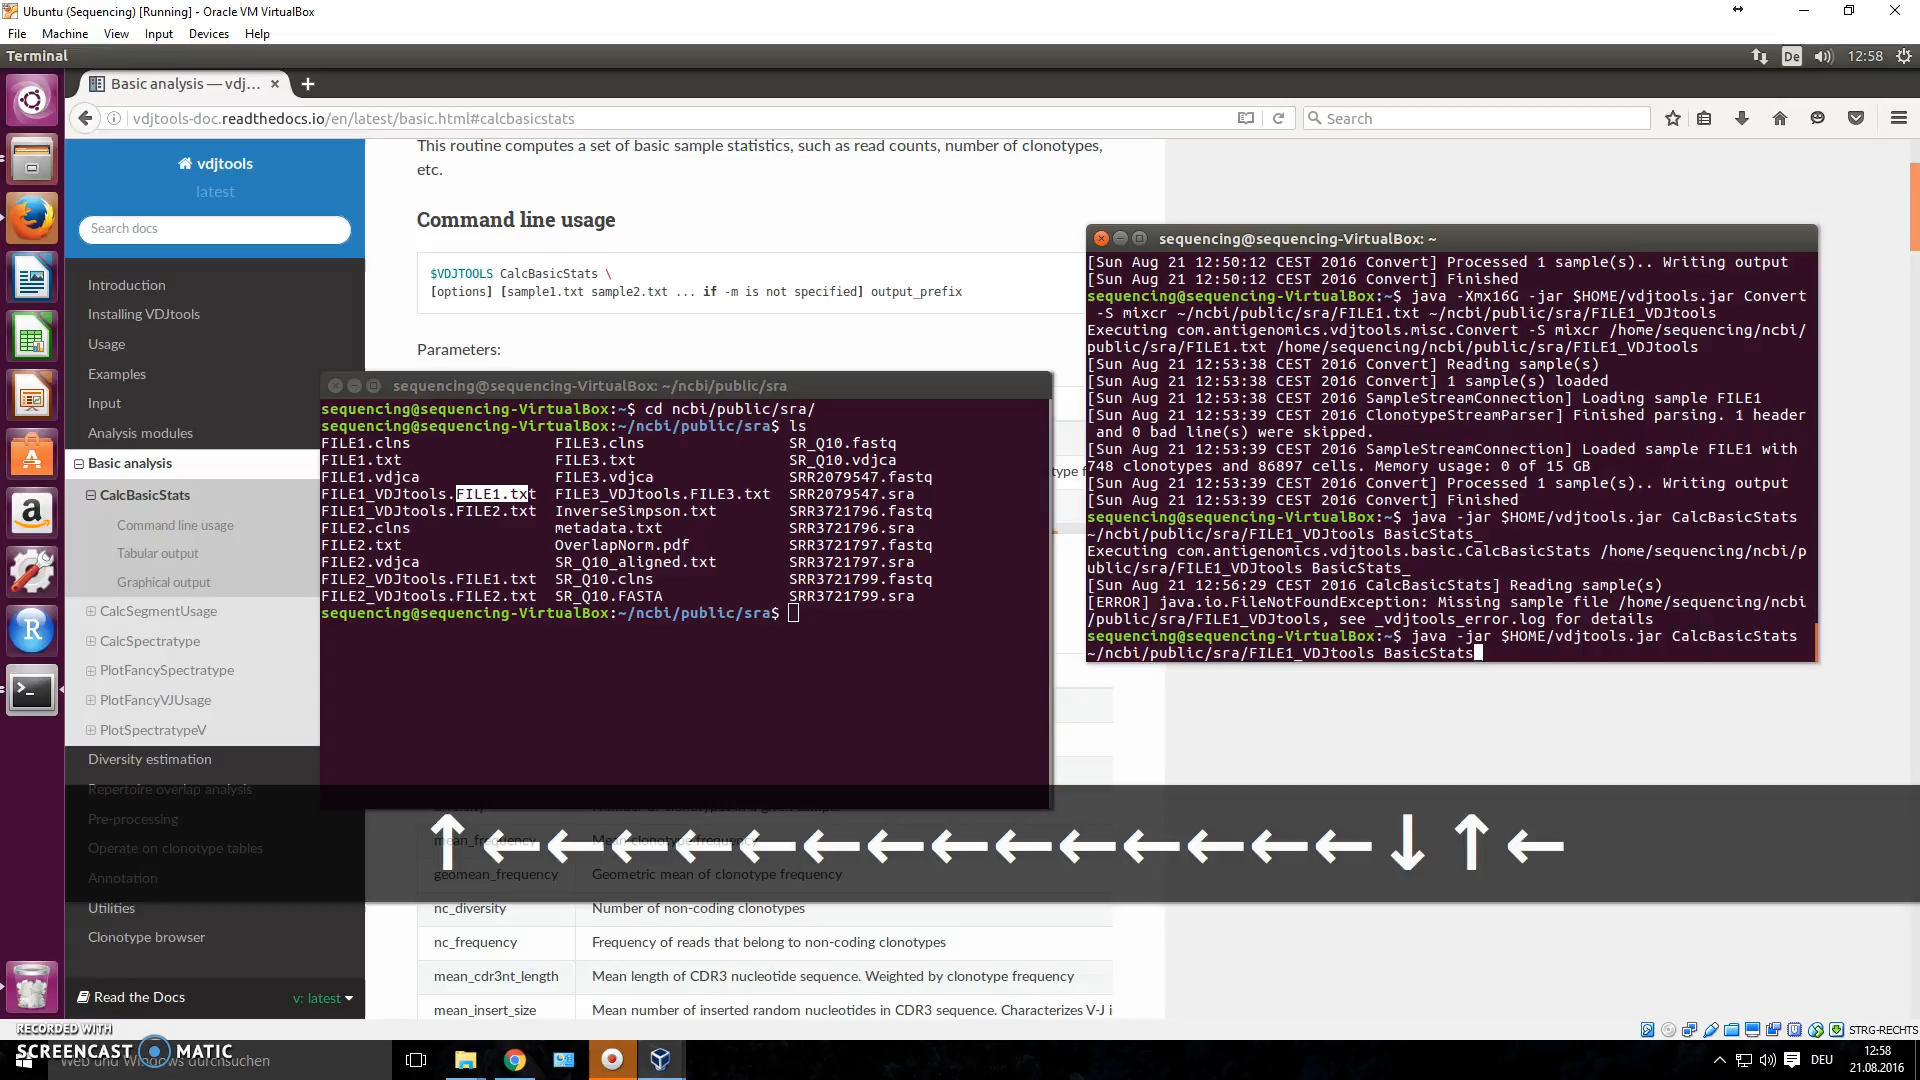 Ubuntu (Sequencing) [Running] - Oracle VM VirtualBox
File Machine View Input Devices Help
Terminal
De
12:58
Basic analysis — vdj...
vdjtools-doc.readthedocs.io/en/latest/basic.html#calcbasicstats
Search
vdjtools
latest
Search docs
Introduction
Installing VDJtools
Usage
Examples
Input
Analysis modules
Basic analysis
CalcBasicStats
Command line usage
Tabular output
Graphical output
CalcSegmentUsage
CalcSpectratype
PlotFancySpectratype
PlotFancyVJUsage
PlotSpectratypeV
Diversity estimation
Repertoire overlap analysis
Pre-processing
Operate on clonotype tables
Annotation
Utilities
Clonotype browser
Read the Docs
v: latest
This routine computes a set of basic sample statistics, such as read counts, number of clonotypes,
etc.
Command line usage
$VDJTOOLS CalcBasicStats \
[options] [sample1.txt sample2.txt ... if -m is not specified] output_prefix
Parameters:
sequencing@sequencing-VirtualBox: ~/ncbi/public/sra
sequencing@sequencing-VirtualBox:~$ cd ncbi/public/sra/
sequencing@sequencing-VirtualBox:~/ncbi/public/sra$ ls
FILE1.clns FILE3.clns SR_Q10.fastq
FILE1.txt FILE3.txt SR_Q10.vdjca
FILE1.vdjca FILE3.vdjca SRR2079547.fastq
FILE1_VDJtools.FILE1.txt FILE3_VDJtools.FILE3.txt SRR2079547.sra
FILE1_VDJtools.FILE2.txt InverseSimpson.txt SRR3721796.fastq
FILE2.clns metadata.txt SRR3721796.sra
FILE2.txt OverlapNorm.pdf SRR3721797.fastq
FILE2.vdjca SR_Q10_aligned.txt SRR3721797.sra
FILE2_VDJtools.FILE1.txt SR_Q10.clns SRR3721799.fastq
FILE2_VDJtools.FILE2.txt SR_Q10.FASTA SRR3721799.sra
sequencing@sequencing-VirtualBox:~/ncbi/public/sra$
type f
sequencing@sequencing-VirtualBox: ~
[Sun Aug 21 12:50:12 CEST 2016 Convert] Processed 1 sample(s).. Writing output
[Sun Aug 21 12:50:12 CEST 2016 Convert] Finished
sequencing@sequencing-VirtualBox:~$ java -Xmx16G -jar $HOME/vdjtools.jar Convert
-S mixcr ~/ncbi/public/sra/FILE1.txt ~/ncbi/public/sra/FILE1_VDJtools
Executing com.antigenomics.vdjtools.misc.Convert -S mixcr /home/sequencing/ncbi/
public/sra/FILE1.txt /home/sequencing/ncbi/public/sra/FILE1_VDJtools
[Sun Aug 21 12:53:38 CEST 2016 Convert] Reading sample(s)
[Sun Aug 21 12:53:38 CEST 2016 Convert] 1 sample(s) loaded
[Sun Aug 21 12:53:38 CEST 2016 SampleStreamConnection] Loading sample FILE1
[Sun Aug 21 12:53:39 CEST 2016 ClonotypeStreamParser] Finished parsing. 1 header
and 0 bad line(s) were skipped.
[Sun Aug 21 12:53:39 CEST 2016 SampleStreamConnection] Loaded sample FILE1 with
748 clonotypes and 86897 cells. Memory usage: 0 of 15 GB
[Sun Aug 21 12:53:39 CEST 2016 Convert] Processed 1 sample(s).. Writing output
[Sun Aug 21 12:53:39 CEST 2016 Convert] Finished
sequencing@sequencing-VirtualBox:~$ java -jar $HOME/vdjtools.jar CalcBasicStats
~/ncbi/public/sra/FILE1_VDJtools BasicStats_
Executing com.antigenomics.vdjtools.basic.CalcBasicStats /home/sequencing/ncbi/p
ublic/sra/FILE1_VDJtools BasicStats_
[Sun Aug 21 12:56:29 CEST 2016 CalcBasicStats] Reading sample(s)
[ERROR] java.io.FileNotFoundException: Missing sample file /home/sequencing/ncbi
/public/sra/FILE1_VDJtools, see _vdjtools_error.log for details
sequencing@sequencing-VirtualBox:~$ java -jar $HOME/vdjtools.jar CalcBasicStats
~/ncbi/public/sra/FILE1_VDJtools BasicStats
↑←←←←←←←←←←←←←←↓↑←
mean_frequency Mean clonotype frequency
geomean_frequency Geometric mean of clonotype frequency
nc_diversity Number of non-coding clonotypes
nc_frequency Frequency of reads that belong to non-coding clonotypes
mean_cdr3nt_length Mean length of CDR3 nucleotide sequence. Weighted by clonotype frequency
mean_insert_size Mean number of inserted random nucleotides in CDR3 sequence. Characterizes V-J i
STRG-RECHTS
RECORDED WITH
SCREENCAST MATIC
Web und Windows durchsuchen
DEU
12:58
21.08.2016